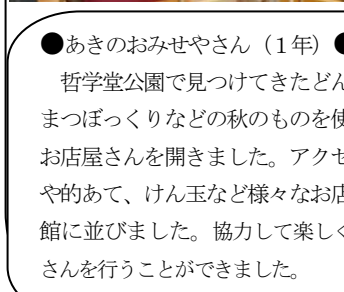 ●あきのおみせやさん（１年）●
哲学堂公園で見つけてきたどん
まつぼっくりなどの秋のものを使
お店屋さんを開きました。アクセ
や的あて、けん玉など様々なお店
館に並びました。協力して楽しく
さんを行うことができました。